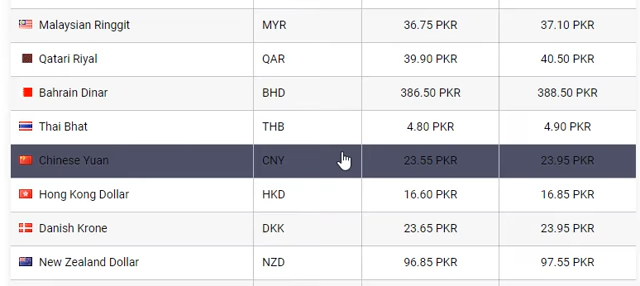 Malaysian Ringgit MYR 36.75 PKR 37.10 PKR
Qatari Riyal QAR 39.90 PKR 40.50 PKR
Bahrain Dinar BHD 386.50 PKR 388.50 PKR
Thai Bhat THB 4.80 PKR 4.90 PKR
Chinese Yuan CNY 23.55 PKR 23.95 PKR
Hong Kong Dollar HKD 16.60 PKR 16.85 PKR
Danish Krone DKK 23.65 PKR 23.95 PKR
New Zealand Dollar NZD 96.85 PKR 97.55 PKR